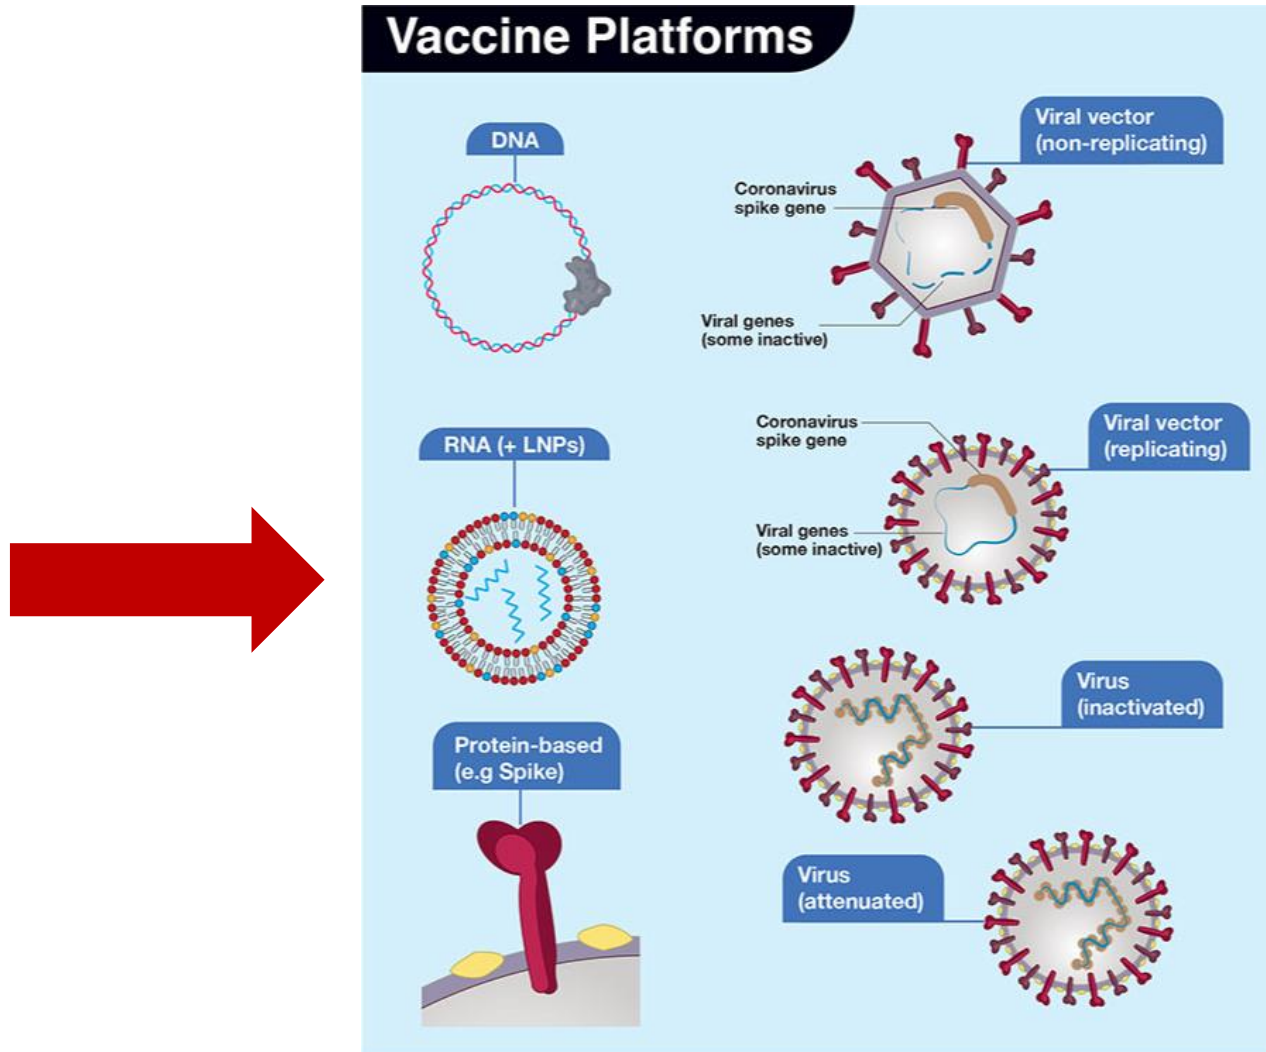 Vaccine Platforms
DNA
RNA (+ LNPs)
Protein-based
(e.g Spike)
Viral vector
(non-replicating)
Coronavirus
spike gene
Viral genes
(some inactive)
Viral vector
(replicating)
Coronavirus
spike gene
Viral genes
(some inactive)
Virus
(inactivated)
Virus
(attenuated)